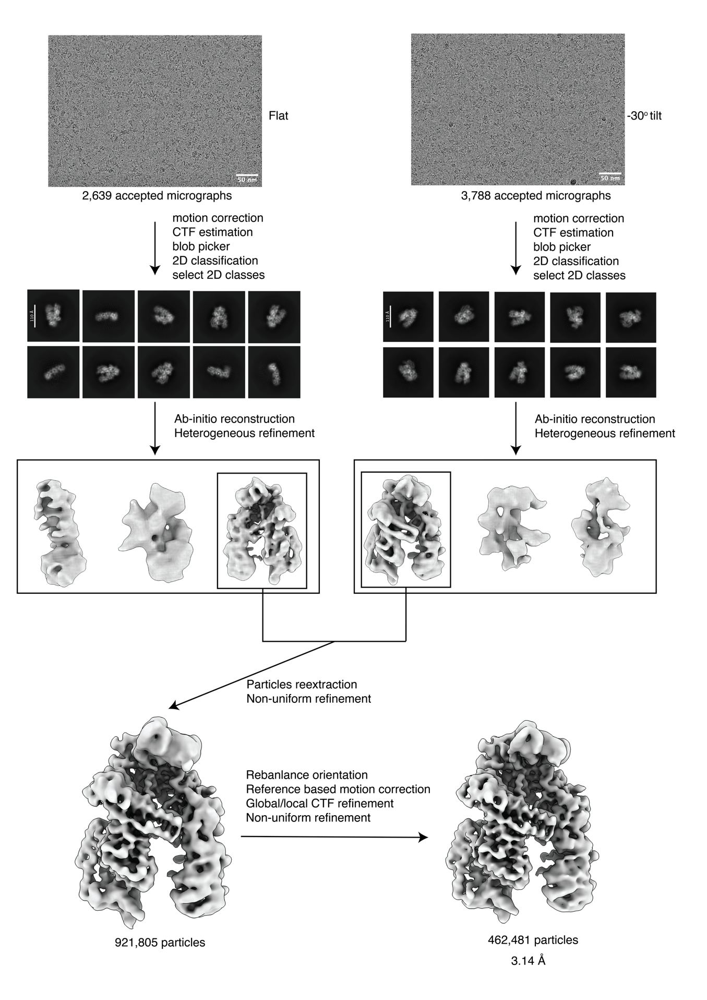 Flat
-30° tilt
50 nm
50 nm
2,639 accepted micrographs
3,788 accepted micrographs
motion correction
CTF estimation
blob picker
2D classification
select 2D classes
motion correction
CTF estimation
blob picker
2D classification
select 2D classes
110 Å
110 Å
Ab-initio reconstruction
Heterogeneous refinement
Ab-initio reconstruction
Heterogeneous refinement
Particles reextraction
Non-uniform refinement
Rebanlance orientation
Reference based motion correction
Global/local CTF refinement
Non-uniform refinement
921,805 particles
462,481 particles
3.14 Å